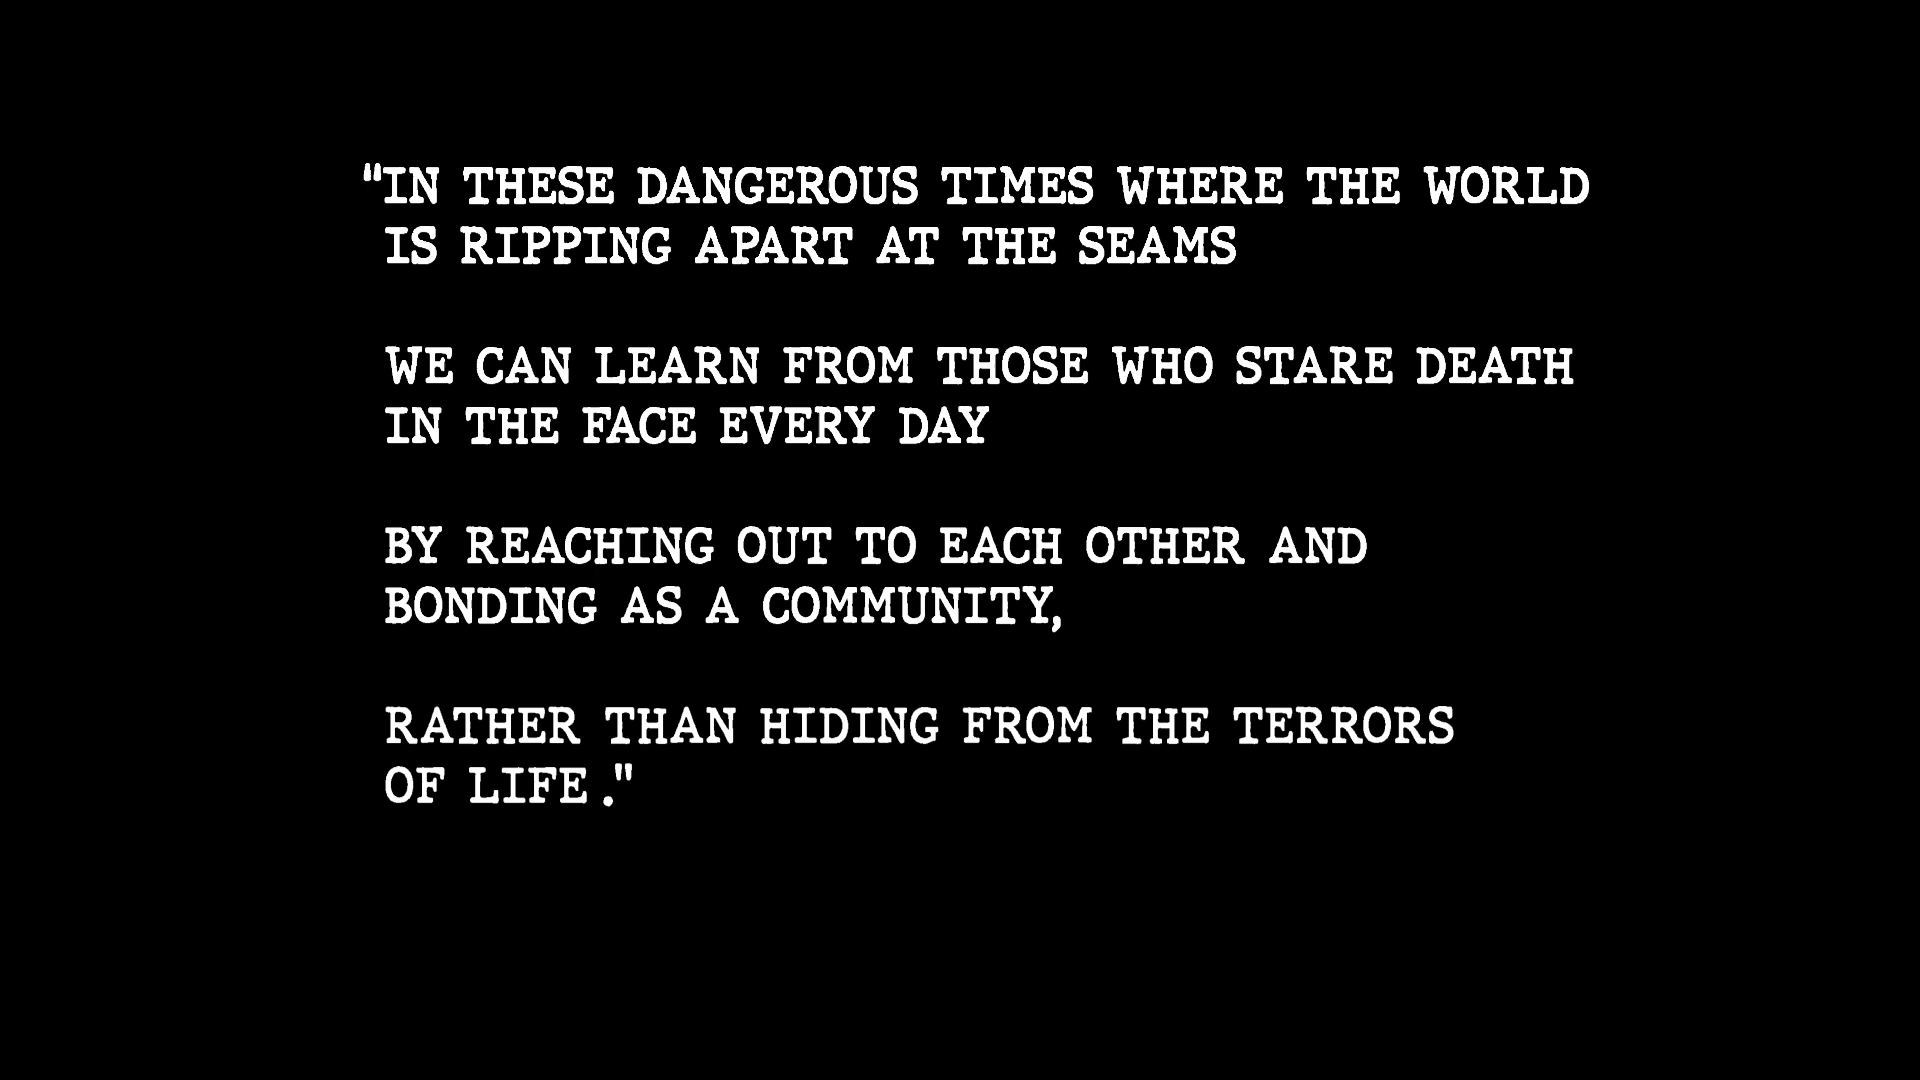 "IN THESE DANGEROUS TIMES WHERE THE WORLD
IS RIPPING APART AT THE SEAMS
WE CAN LEARN FROM THOSE WHO STARE DEATH
IN THE FACE EVERY DAY
BY REACHING OUT TO EACH OTHER AND
BONDING AS A COMMUNITY,
RATHER THAN HIDING FROM THE TERRORS
OF LIFE."